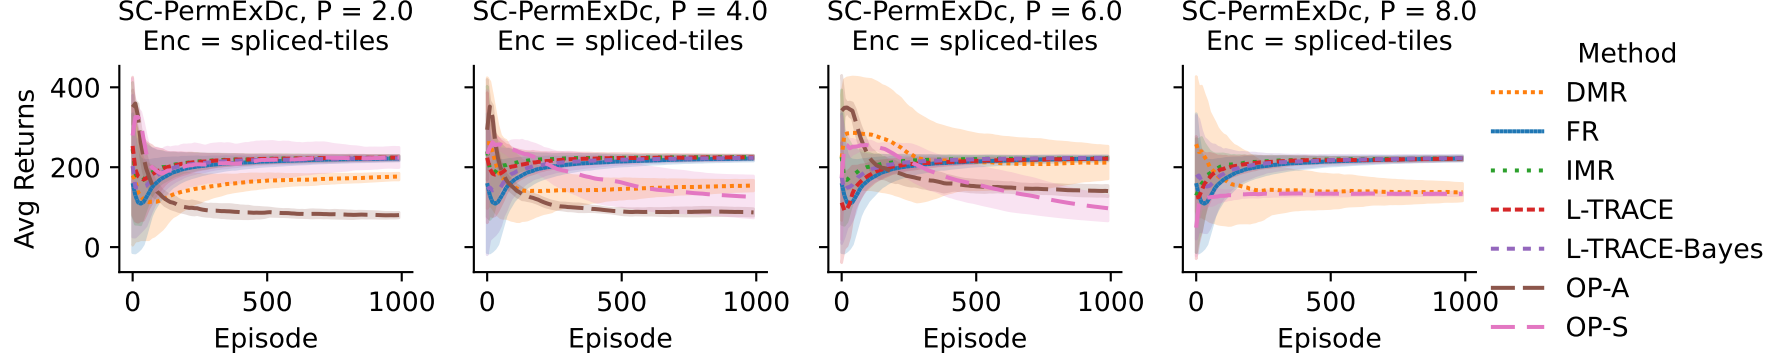 SC-PermExDc, P = 2.0
Enc = spliced-tiles
SC-PermExDc, P = 4.0
Enc = spliced-tiles
SC-PermExDc, P = 6.0
Enc = spliced-tiles
SC-PermExDc, P = 8.0
Enc = spliced-tiles
Avg Returns
400
200
0
0 500 1000
Episode
0 500 1000
Episode
0 500 1000
Episode
0 500 1000
Episode
Method
DMR
FR
IMR
L-TRACE
L-TRACE-Bayes
OP-A
OP-S